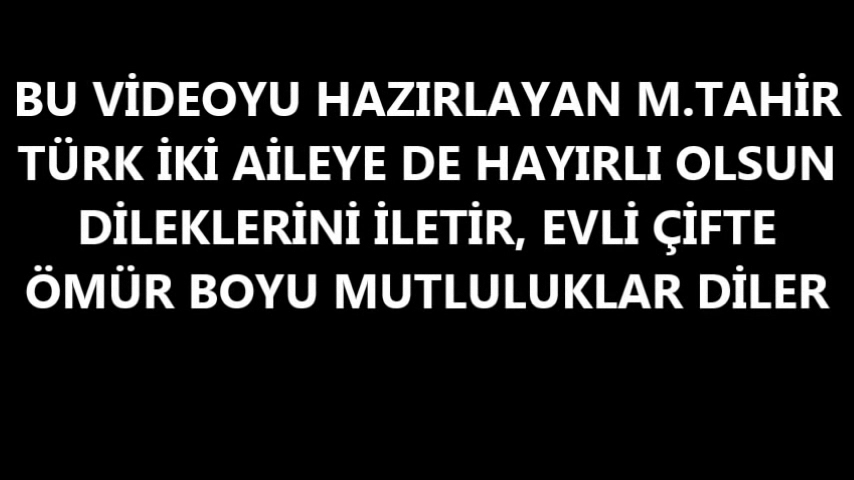 BU VİDEOYU HAZIRLAYAN M.TAHİR
TÜRK İKİ AİLEYE DE HAYIRLI OLSUN
DİLEKLERİNİ İLETİR, EVLİ ÇİFTE
ÖMÜR BOYU MUTLULUKLAR DİLER